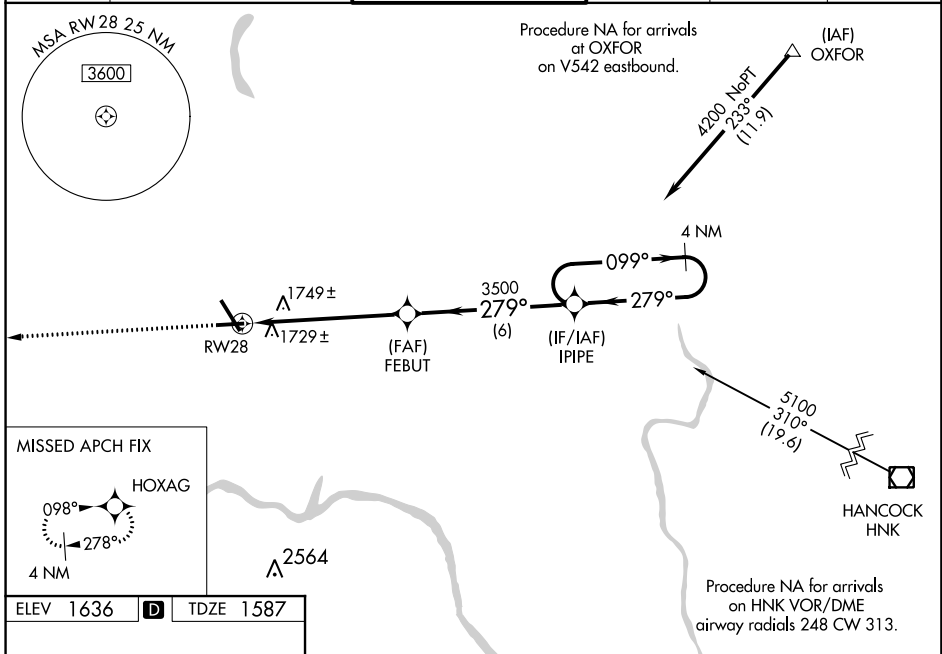 MSA RW 28 25 NM
3600
Procedure NA for arrivals
at OXFOR
on V542 eastbound.
(IAF)
OXFOR
4200 NoPT
233°
(11.9)
4 NM
099°
279°
3500
279°
(6)
1749 ±
1729 ±
RW28
(FAF)
FEBUT
(IF/IAF)
IPIPE
5100
310°
(19.6)
HANCOCK
HNK
MISSED APCH FIX
HOXAG
098°
278°
4 NM
2564
Procedure NA for arrivals
on HNK VOR/DME
airway radials 248 CW 313.
ELEV 1636 D TDZE 1587